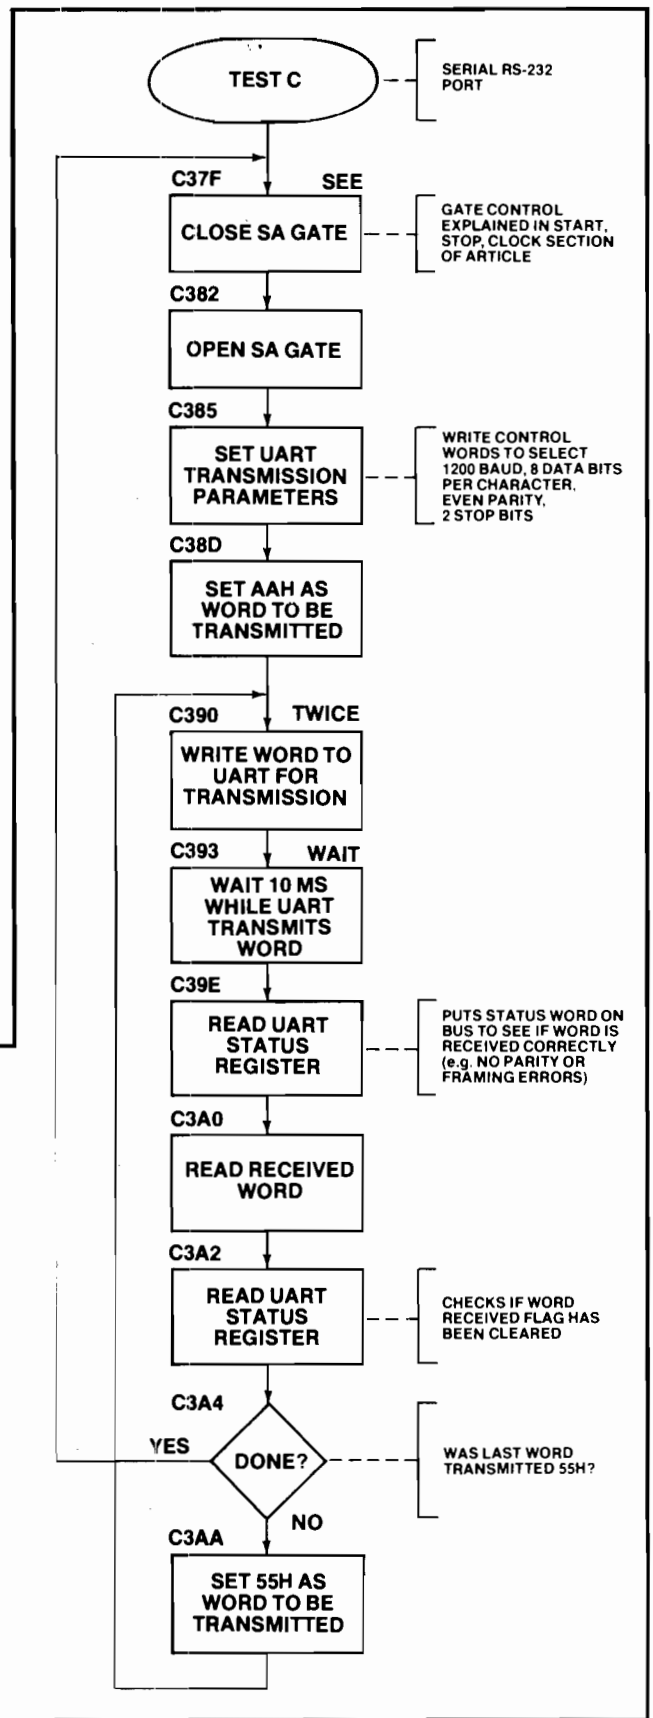 TEST C
SERIAL RS-232
PORT
C37F SEE
CLOSE SA GATE
GATE CONTROL
EXPLAINED IN START,
STOP, CLOCK SECTION
OF ARTICLE
C382
OPEN SA GATE
C385
SET UART
TRANSMISSION
PARAMETERS
WRITE CONTROL
WORDS TO SELECT
1200 BAUD, 8 DATA BITS
PER CHARACTER,
EVEN PARITY,
2 STOP BITS
C38D
SET AAH AS
WORD TO BE
TRANSMITTED
C390 TWICE
WRITE WORD TO
UART FOR
TRANSMISSION
C393 WAIT
WAIT 10 MS
WHILE UART
TRANSMITS
WORD
C39E
READ UART
STATUS
REGISTER
PUTS STATUS WORD ON
BUS TO SEE IF WORD IS
RECEIVED CORRECTLY
(e.g. NO PARITY OR
FRAMING ERRORS)
C3A0
READ RECEIVED
WORD
C3A2
READ UART
STATUS
REGISTER
CHECKS IF WORD
RECEIVED FLAG HAS
BEEN CLEARED
C3A4
YES
DONE?
WAS LAST WORD
TRANSMITTED 55H?
NO
C3AA
SET 55H AS
WORD TO BE
TRANSMITTED